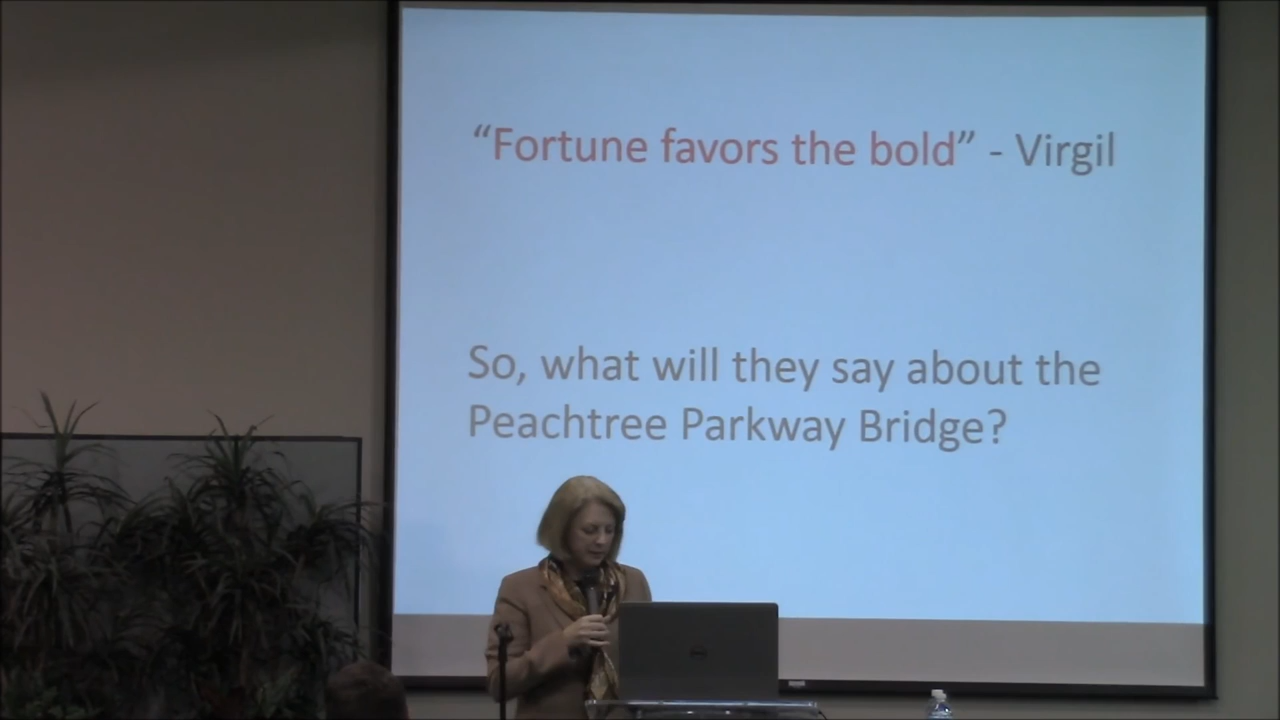 “Fortune favors the bold” - Virgil
So, what will they say about the
Peachtree Parkway Bridge?